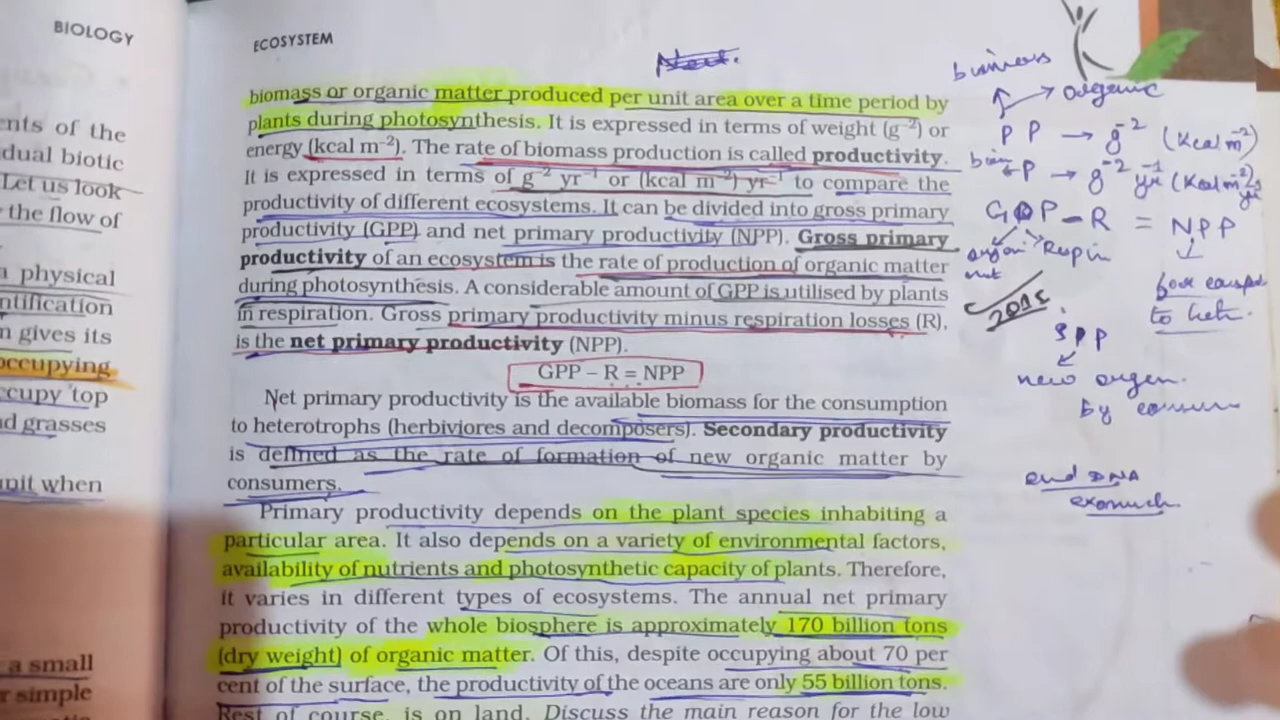 BIOLOGY
ents of the
dual biotic
Let us look
the flow of
a physical
ntification
n gives its
occupying
ccupy top
nd grasses
nit when
a small
simple
ECOSYSTEM
biomass or organic matter produced per unit area over a time period by
plants during photosynthesis. It is expressed in terms of weight (g⁻²) or
energy (kcal m⁻²). The rate of biomass production is called productivity.
It is expressed in terms of g⁻² yr⁻¹ or (kcal m⁻²) yr⁻¹ to compare the
productivity of different ecosystems. It can be divided into gross primary
productivity (GPP) and net primary productivity (NPP). Gross primary
productivity of an ecosystem is the rate of production of organic matter
during photosynthesis. A considerable amount of GPP is utilised by plants
in respiration. Gross primary productivity minus respiration losses (R),
is the net primary productivity (NPP).
GPP – R = NPP
Net primary productivity is the available biomass for the consumption
to heterotrophs (herbiviores and decomposers). Secondary productivity
is defined as the rate of formation of new organic matter by
consumers.
Primary productivity depends on the plant species inhabiting a
particular area. It also depends on a variety of environmental factors,
availability of nutrients and photosynthetic capacity of plants. Therefore,
it varies in different types of ecosystems. The annual net primary
productivity of the whole biosphere is approximately 170 billion tons
(dry weight) of organic matter. Of this, despite occupying about 70 per
cent of the surface, the productivity of the oceans are only 55 billion tons.
Rest of course, is on land. Discuss the main reason for the low
biomass
organic
PP → g⁻² (Kcal m⁻²)
P → g⁻² yr⁻¹ (Kcal m⁻²)
GPP – R = NPP
2015
SPP
new organ.
by consum